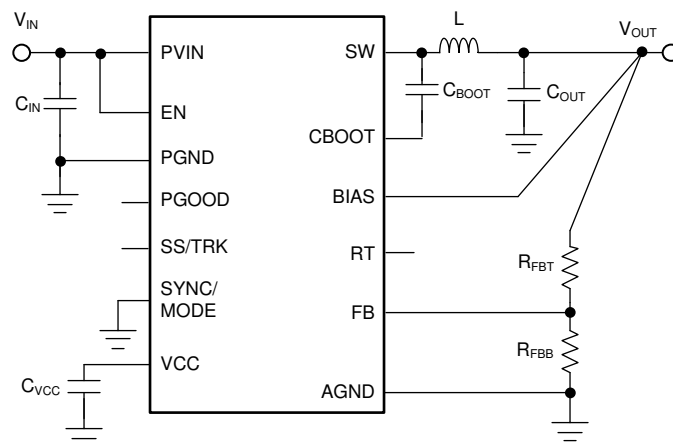 VIN
VOUT
PVIN
SW
L
CIN
CBOOT
COUT
EN
CBOOT
PGND
PGOOD
BIAS
SS/TRK
RT
RFBT
SYNC/
MODE
FB
RFBB
VCC
CVCC
AGND